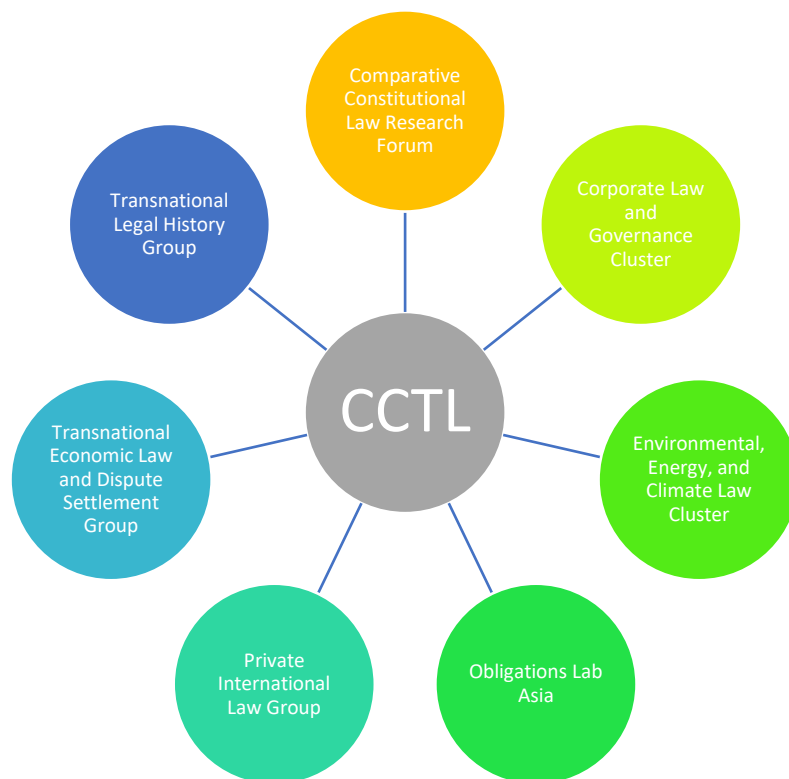 Comparative
Constitutional
Law Research
Forum
Corporate Law
and
Governance
Cluster
Environmental,
Energy, and
Climate Law
Cluster
Obligations Lab
Asia
Private
International
Law Group
Transnational
Economic Law
and Dispute
Settlement
Group
Transnational
Legal History
Group
CCTL